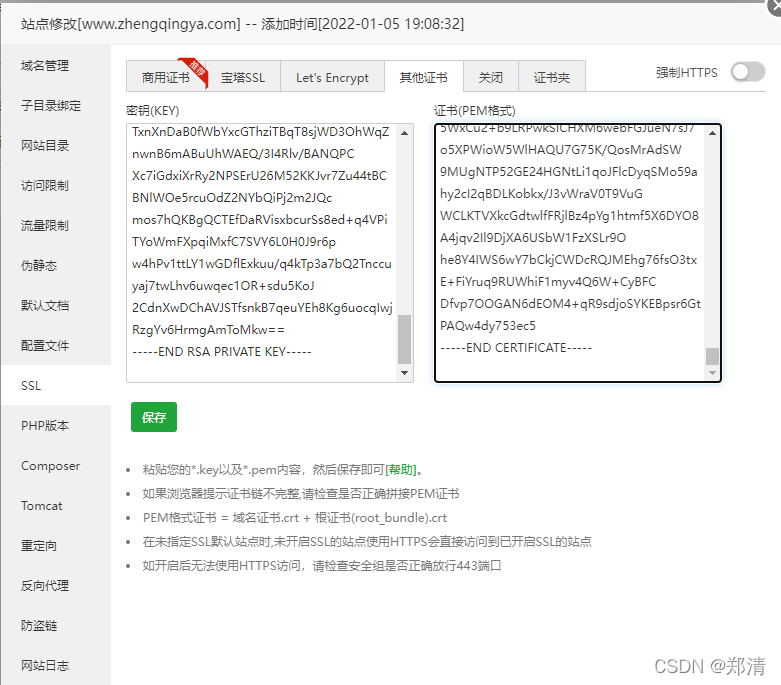 站点修改[www.zhengqingya.com] -- 添加时间[2022-01-05 19:08:32]
域名管理
子目录绑定
网站目录
访问限制
流量限制
伪静态
默认文档
配置文件
SSL
PHP版本
Composer
Tomcat
重定向
反向代理
防盗链
网站日志
商用证书
推荐
宝塔SSL
Let's Encrypt
其他证书
关闭
证书夹
强制HTTPS
密钥(KEY)
TxnXnDaB0fWbYxcGThziTBqT8sjWD3OhWqZ
nwnB6mABuUhWAEQ/3I4Rlv/BANQPC
Xc7iGdxiXrRy2NPSErU26M52KKJvr7Zu44tBC
BNlWOe5rcuOdZ2NYbQiPj2m2JQc
mos7hQKBgQCTEfDaRVisxbcurSs8ed+q4VPi
TYoWmFXpqiMxfC7SVY6L0H0J9r6p
w4hPv1ttLY1wGDflExkuu/q4kTp3a7bQ2Tnccu
yaj7twLhv6uwqec1OR+sdu5KoJ
2CdnXwDChAVJSTfsnkB7qeuYEh8Kg6uocqIwj
RzgYv6HrmgAmToMkw==
-----END RSA PRIVATE KEY-----
证书(PEM格式)
5WxCu2+b9LRPwkSICHXM6webFGJueN7sJ7
o5XPWioW5WlHAQU7G75K/QosMrAdSW
9MUgNTP52GE24HGNtLi1qoJFlcDyqSMo59a
hy2cI2qBDLKobkx/J3vWraV0T9VuG
WCLKTVXkcGdtwlfFRjlBz4pYg1htmf5X6DYO8
A4jqv2Il9DjXA6USbW1FzXSLr9O
he8Y4IWS6wY7bCkjCWDcRQJMEhg76fsO3tx
E+FiYruq9RUWhiF1myv4Q6W+CyBFC
Dfvp7OOGAN6dEOM4+qR9sdjoSYKEBpsr6Gt
PAQw4dy753ec5
-----END CERTIFICATE-----
保存
粘贴您的*.key以及*.pem内容，然后保存即可[帮助]。
如果浏览器提示证书链不完整,请检查是否正确拼接PEM证书
PEM格式证书 = 域名证书.crt + 根证书(root_bundle).crt
在未指定SSL默认站点时,未开启SSL的站点使用HTTPS会直接访问到已开启SSL的站点
如开启后无法使用HTTPS访问，请检查安全组是否正确放行443端口
CSDN @郑清